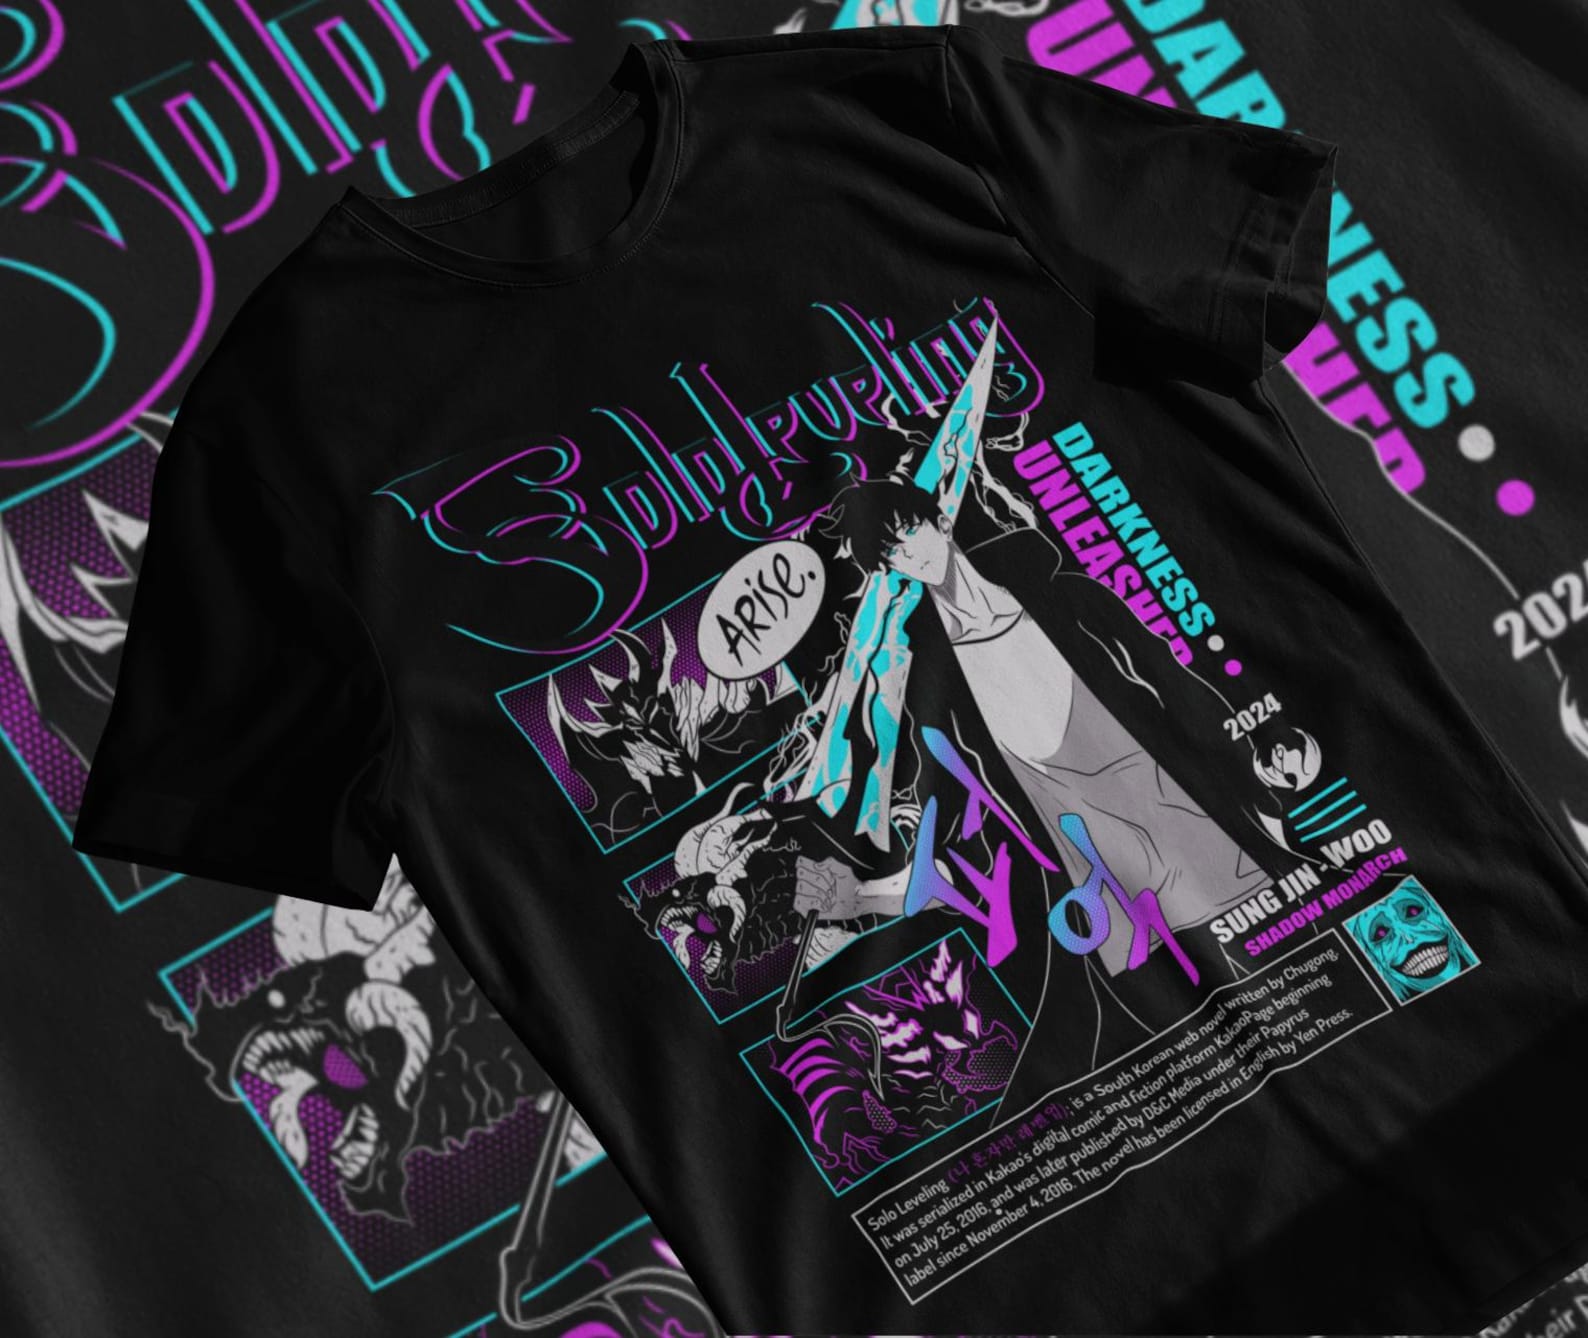 Solo Leveling
DARKNESS
UNLEASHED
ARISE.
2024
SUNG JIN-WOO
SHADOW MONARCH
Solo Leveling (나 혼자만 레벨업); is a South Korean web novel written by Chugong.
It was serialized in Kakao's digital comic and fiction platform KakaoPage beginning
on July 25, 2016, and was later published by D&C Media under their Papyrus
label since November 4, 2016. The novel has been licensed in English by Yen Press.
DARKNESS
2024